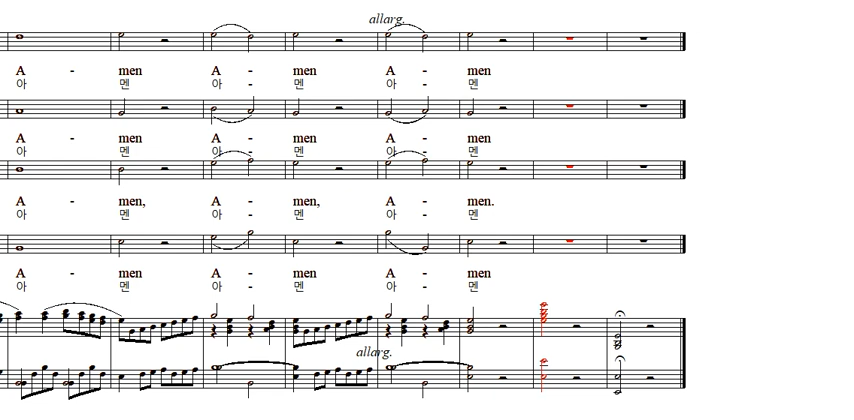 allarg.
A - men A - men A - men
아 멘 아 - 멘 아 - 멘
A - men A - men A - men
아 멘 아 - 멘 아 - 멘
A - men, A - men, A - men.
아 멘 아 - 멘 아 - 멘
A - men A - men A - men
아 멘 아 - 멘 아 - 멘
allarg.